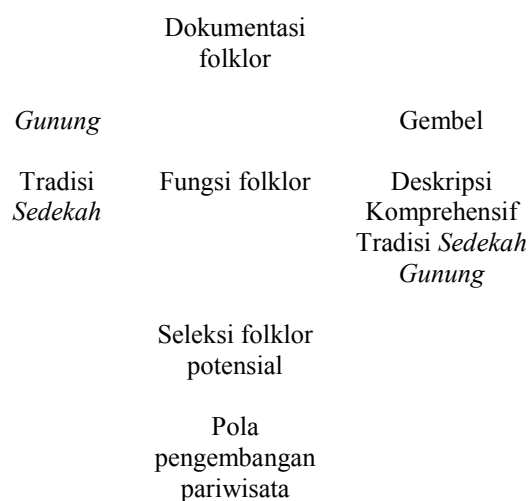 Dokumentasi
folklor
Gunung
Gembel
Tradisi
Sedekah
Fungsi folklor
Deskripsi
Komprehensif
Tradisi Sedekah
Gunung
Seleksi folklor
potensial
Pola
pengembangan
pariwisata